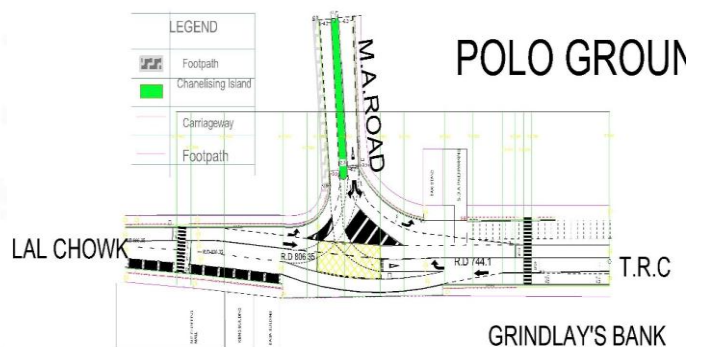 LEGEND
Footpath
Chanelising Island
Carriageway
Footpath
POLO GROUN
M.A.ROAD
LAL CHOWK
R.D 806.35
R.D 744.1
T.R.C
GRINDLAY'S BANK